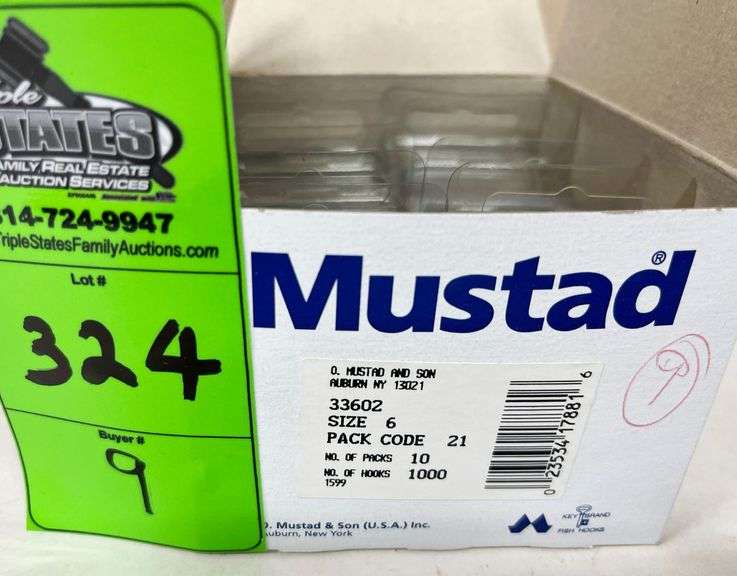 STATES
FAMILY REAL ESTATE
AUCTION SERVICES
814-724-9947
TripleStatesFamilyAuctions.com
Lot #
324
Buyer #
9
Mustad®
9
O. MUSTAD AND SON
AUBURN NY 13021
33602
SIZE 6
PACK CODE 21
NO. OF PACKS 10
NO. OF HOOKS 1000
1599
0 23534 17881 6
O. Mustad & Son (U.S.A.) Inc.
Auburn, New York
KEY BRAND
FISH HOOKS